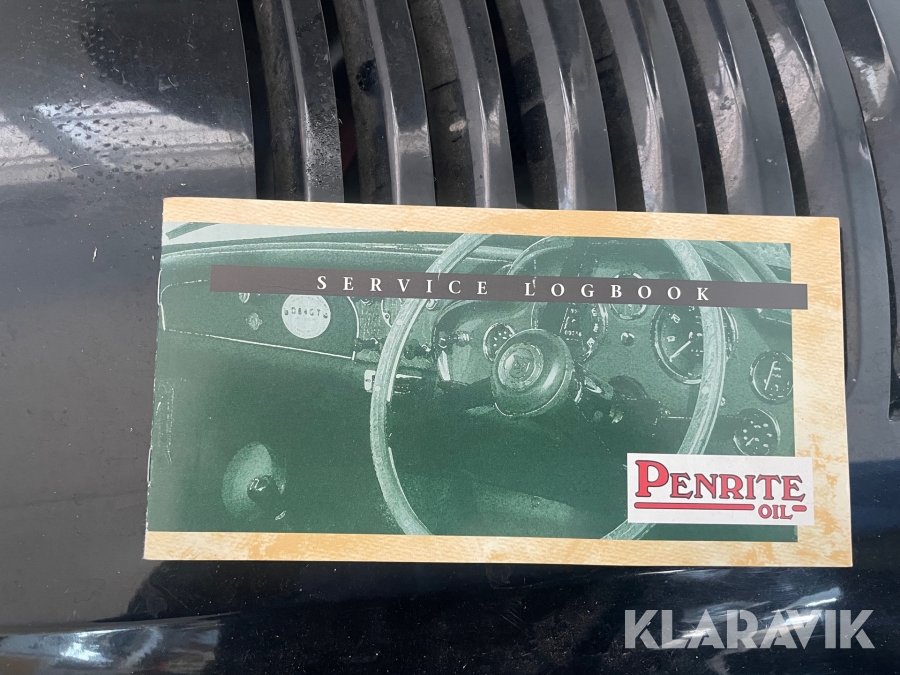 SERVICE LOGBOOK
PENRITE
OIL
KLARAVIK